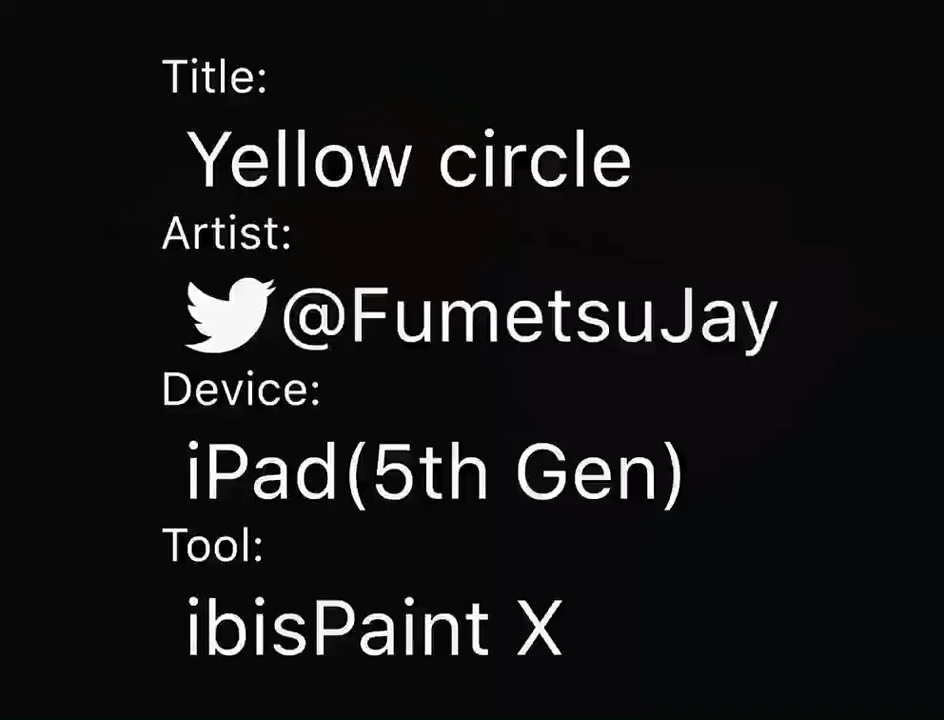 Title:
Yellow circle
Artist:
@FumetsuJay
Device:
iPad(5th Gen)
Tool:
ibisPaint X